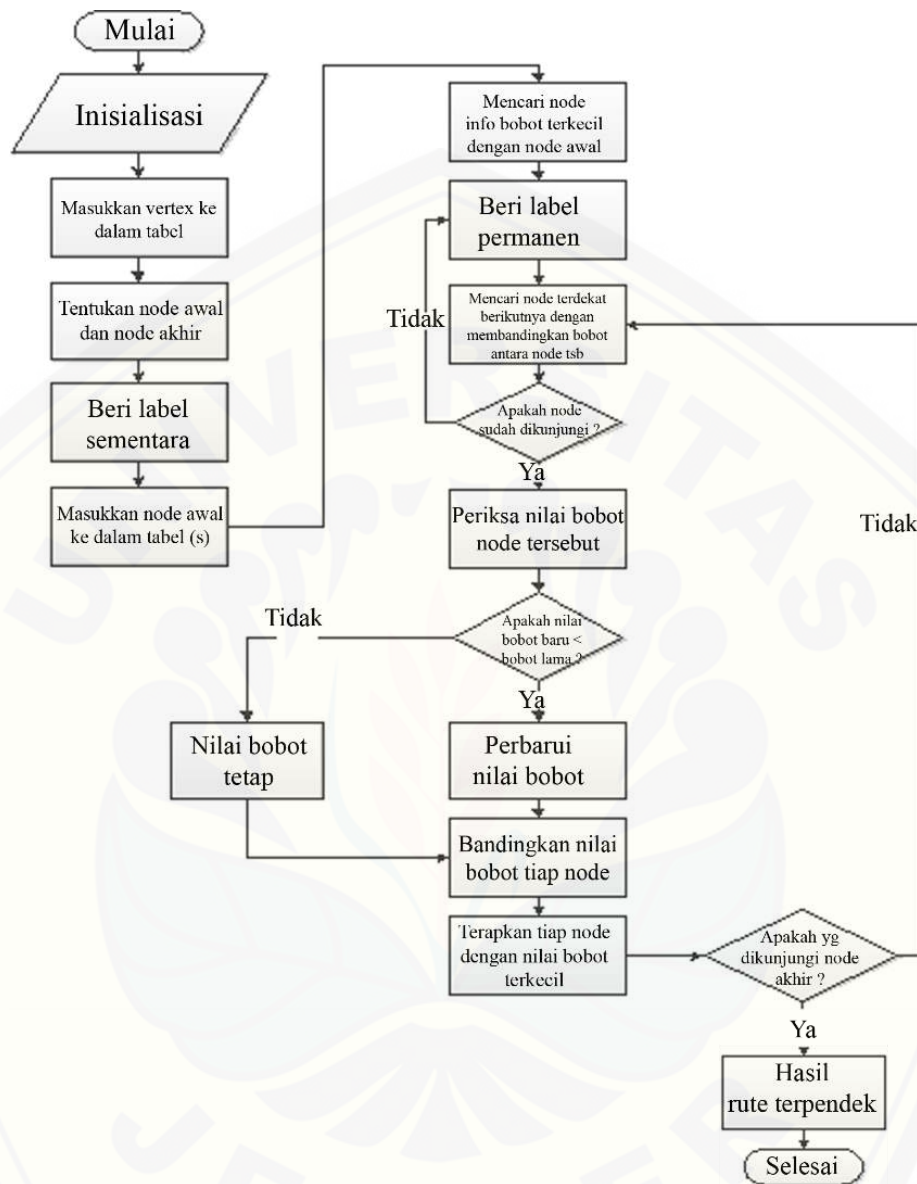 Mulai
Inisialisasi
Masukkan vertex ke
dalam tabel
Tentukan node awal
dan node akhir
Beri label
sementara
Masukkan node awal
ke dalam tabel (s)
Mencari node
info bobot terkecil
dengan node awal
Beri label
permanen
Tidak
Mencari node terdekat
berikutnya dengan
membandingkan bobot
antara node tsb
Apakah node
sudah dikunjungi ?
Ya
Periksa nilai bobot
node tersebut
Tidak
Apakah nilai
bobot baru <
bobot lama ?
Tidak
Ya
Nilai bobot
tetap
Perbarui
nilai bobot
Bandingkan nilai
bobot tiap node
Terapkan tiap node
dengan nilai bobot
terkecil
Apakah yg
dikunjungi node
akhir ?
Ya
Hasil
rute terpendek
Selesai
UNIVERSITAS
JEMBER